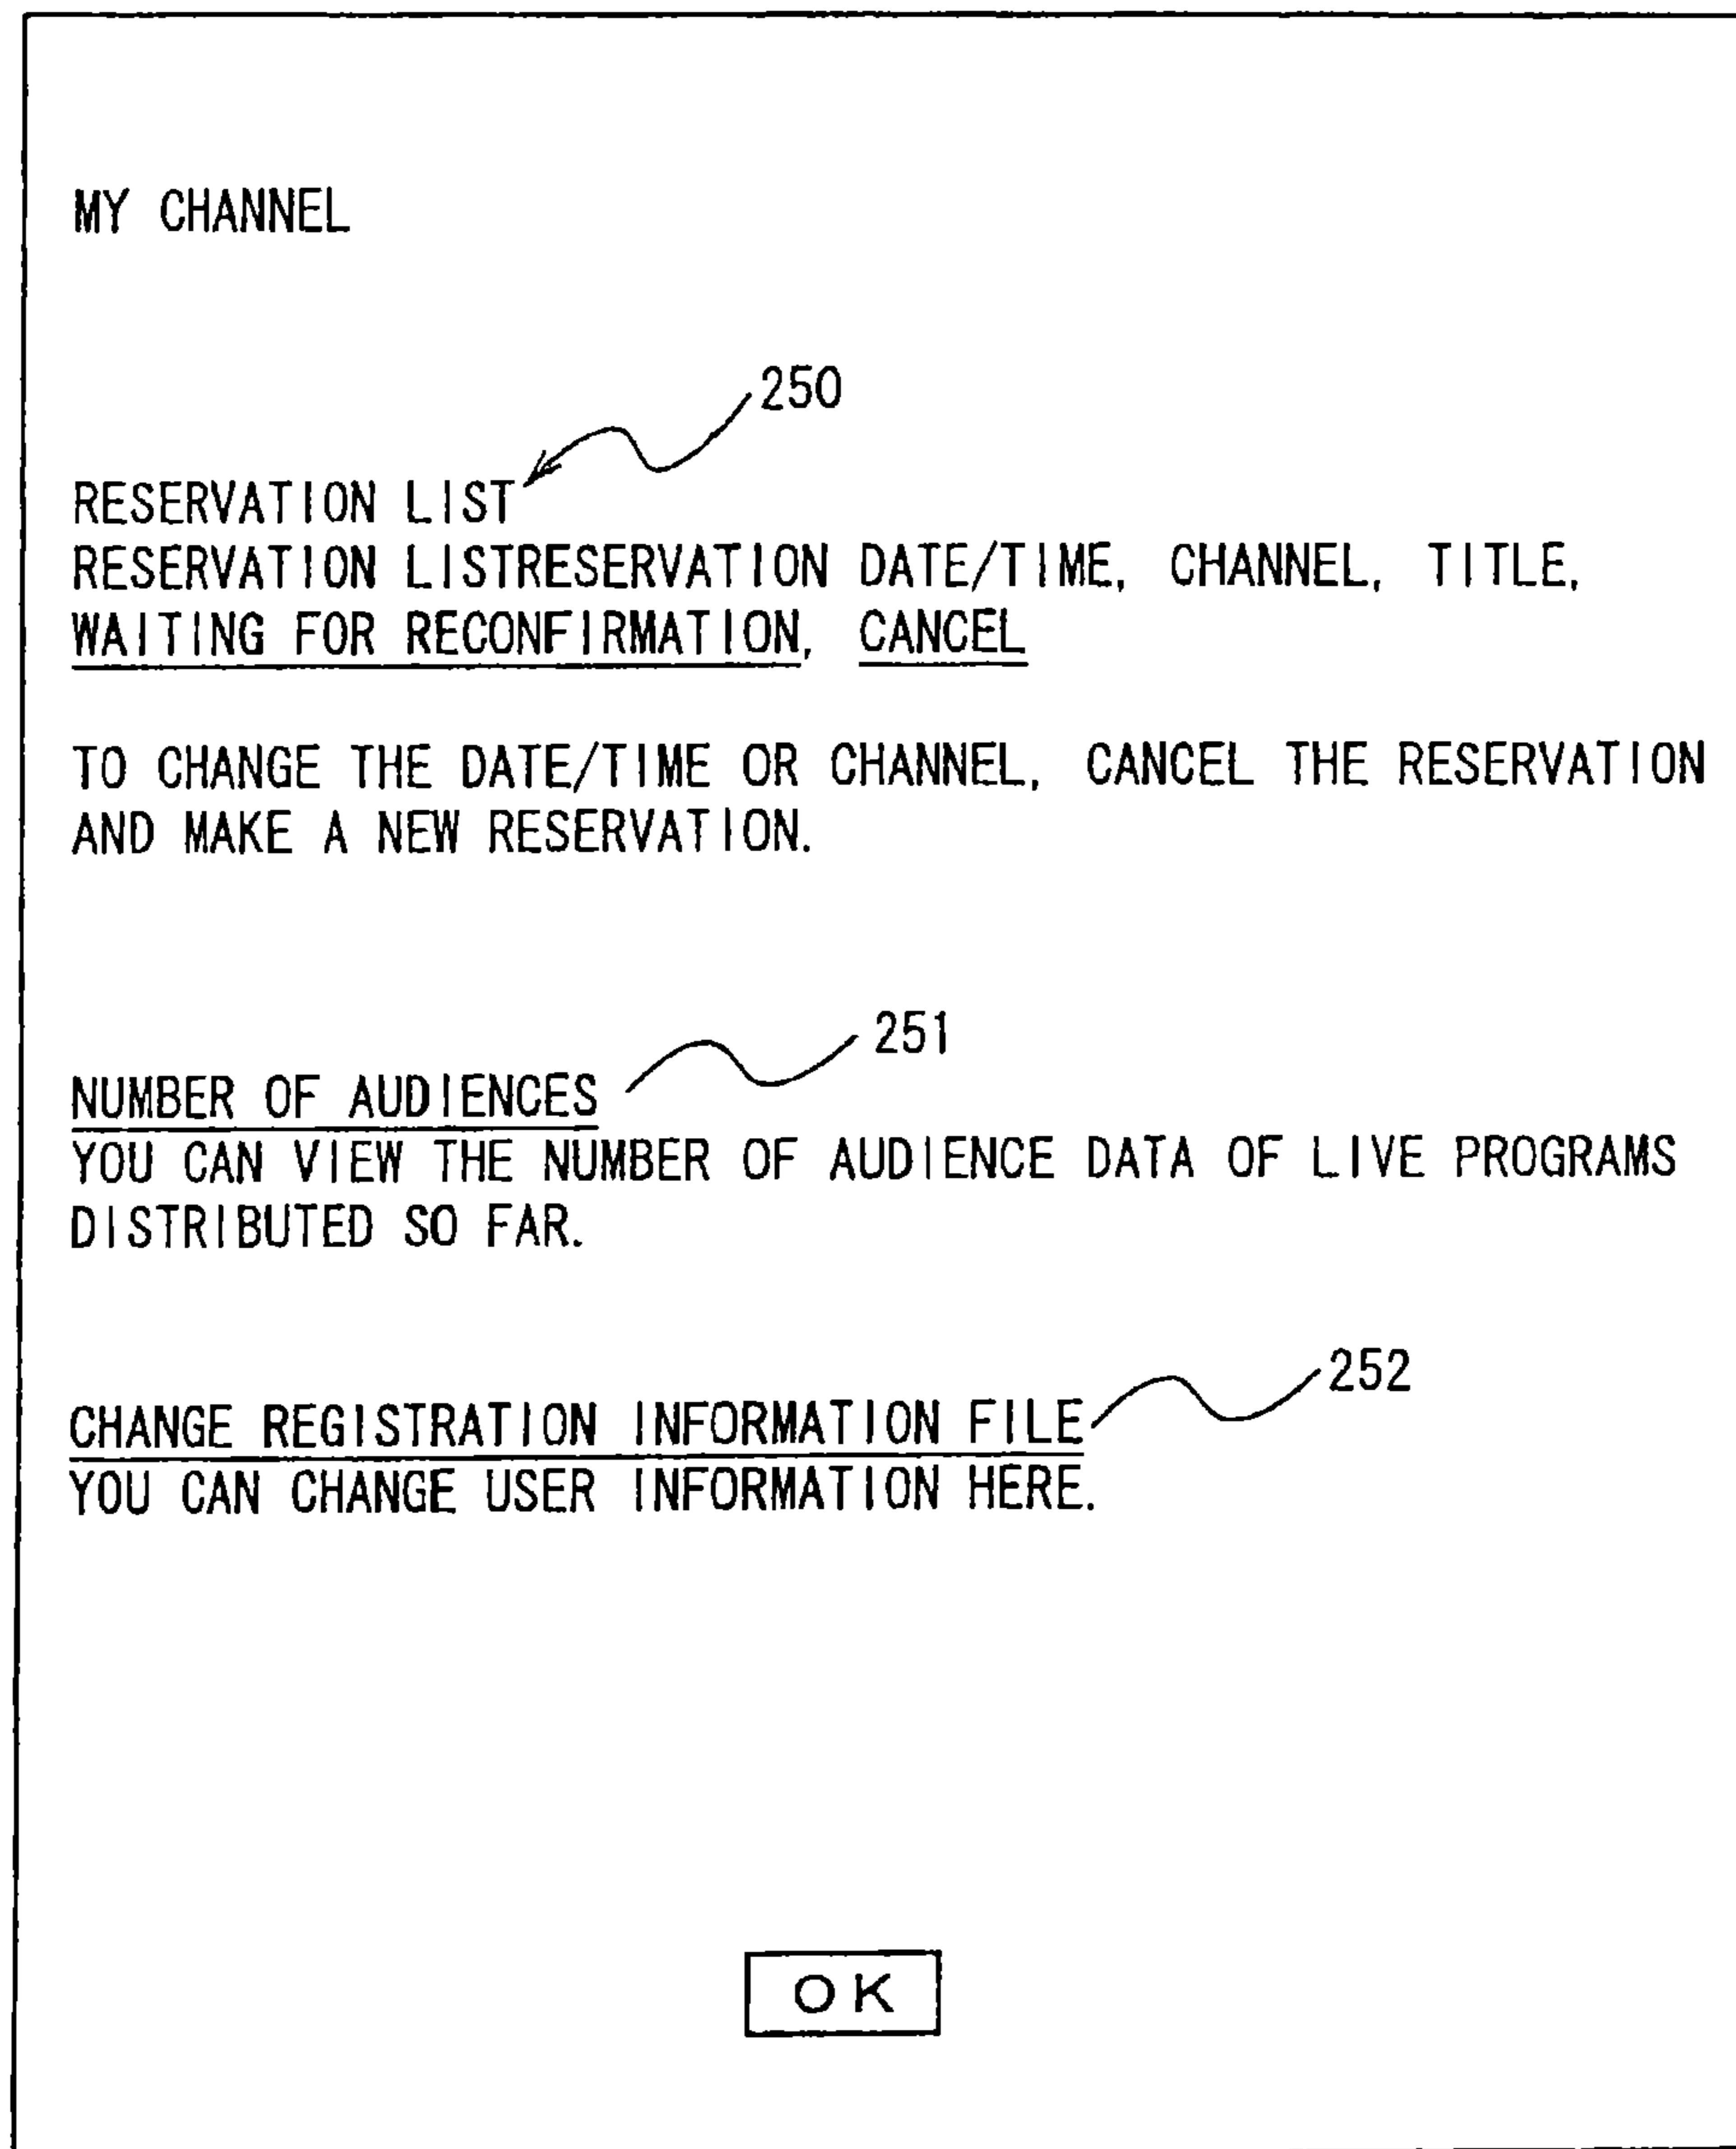 MY CHANNEL
250
RESERVATION LIST
RESERVATION LISTRESERVATION DATE/TIME, CHANNEL, TITLE,
WAITING FOR RECONFIRMATION, CANCEL
TO CHANGE THE DATE/TIME OR CHANNEL, CANCEL THE RESERVATION
AND MAKE A NEW RESERVATION.
251
NUMBER OF AUDIENCES
YOU CAN VIEW THE NUMBER OF AUDIENCE DATA OF LIVE PROGRAMS
DISTRIBUTED SO FAR.
252
CHANGE REGISTRATION INFORMATION FILE
YOU CAN CHANGE USER INFORMATION HERE.
OK